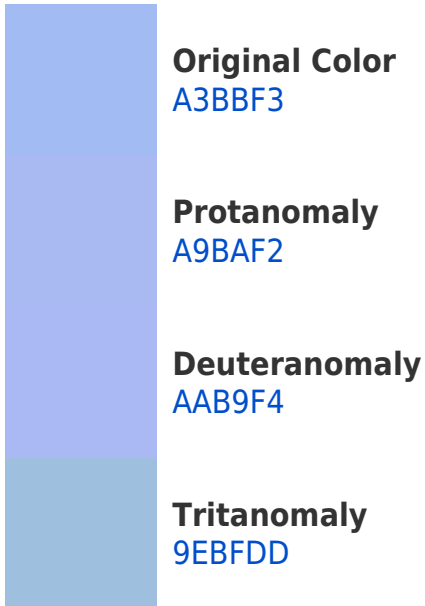 Original Color
A3BBF3
Protanomaly
A9BAF2
Deuteranomaly
AAB9F4
Tritanomaly
9EBFDD